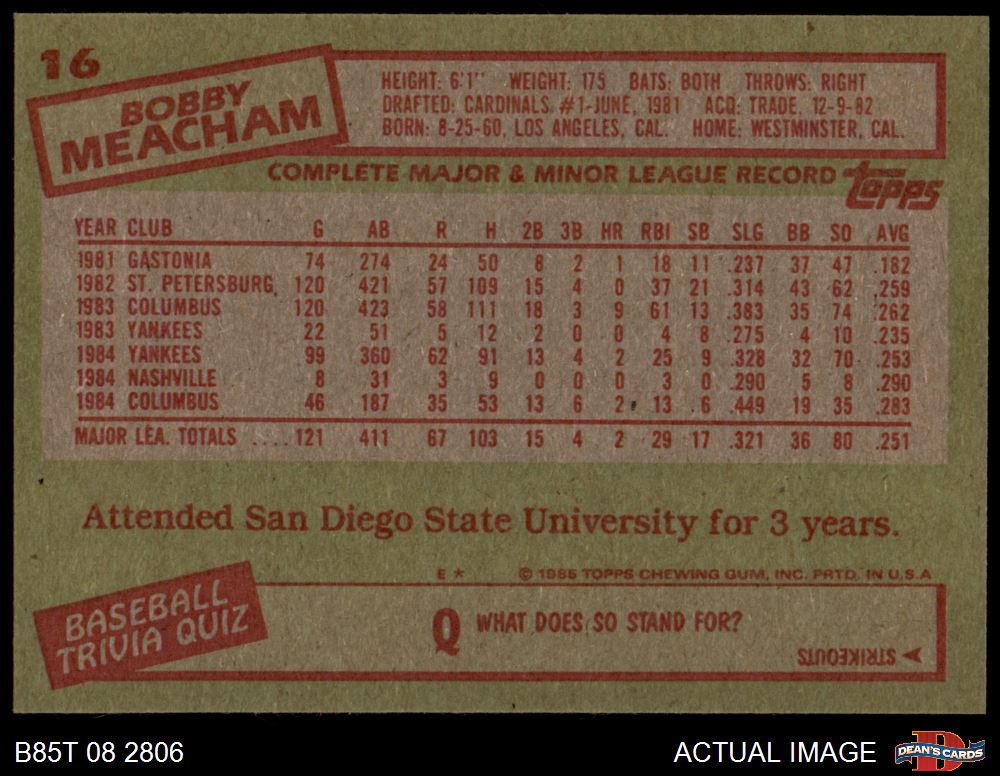 16
BOBBY
MEACHAM
HEIGHT: 6'1" WEIGHT: 175 BATS: BOTH THROWS: RIGHT
DRAFTED: CARDINALS #1-JUNE, 1981 ACQ: TRADE, 12-9-82
BORN: 8-25-60, LOS ANGELES, CAL. HOME: WESTMINSTER, CAL.
COMPLETE MAJOR & MINOR LEAGUE RECORD topps
YEAR CLUB G AB R H 2B 3B HR RBI SB SLG BB SO AVG
1981 GASTONIA 74 274 24 50 8 2 1 18 11 .237 37 47 .182
1982 ST. PETERSBURG 120 421 57 109 15 4 0 37 21 .314 43 62 .259
1983 COLUMBUS 120 423 58 111 18 3 9 61 13 .383 35 74 .262
1983 YANKEES 22 51 5 12 2 0 0 4 8 .275 4 10 .235
1984 YANKEES 99 360 62 91 13 4 2 25 9 .328 32 70 .253
1984 NASHVILLE 8 31 3 9 0 0 0 3 0 .290 5 8 .290
1984 COLUMBUS 46 187 35 53 13 6 2 13 6 .449 19 35 .283
MAJOR LEA. TOTALS .... 121 411 67 103 15 4 2 29 17 .321 36 80 .251
Attended San Diego State University for 3 years.
E * © 1985 TOPPS CHEWING GUM, INC. PRTD. IN U.S.A
BASEBALL
TRIVIA QUIZ
Q WHAT DOES SO STAND FOR?
STRIKEOUTS
B85T 08 2806
ACTUAL IMAGE
DEAN'S CARDS